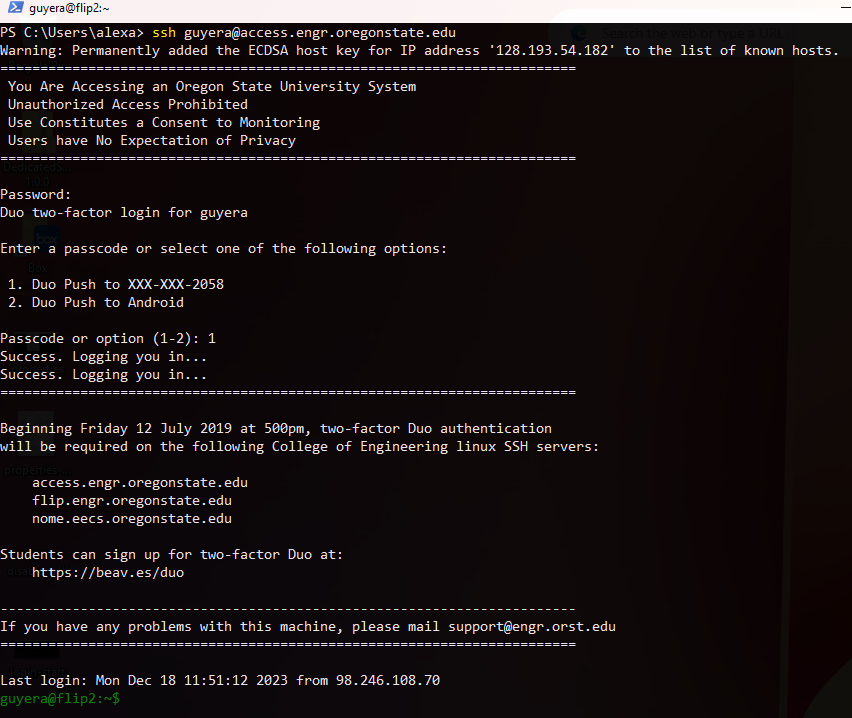 guyera@flip2:~
PS C:\Users\alexa> ssh guyera@access.engr.oregonstate.edu
Warning: Permanently added the ECDSA host key for IP address '128.193.54.182' to the list of known hosts.
========================================================================
You Are Accessing an Oregon State University System
Unauthorized Access Prohibited
Use Constitutes a Consent to Monitoring
Users have No Expectation of Privacy
========================================================================
Password:
Duo two-factor login for guyera
Enter a passcode or select one of the following options:
1. Duo Push to XXX-XXX-2058
2. Duo Push to Android
Passcode or option (1-2): 1
Success. Logging you in...
Success. Logging you in...
========================================================================
Beginning Friday 12 July 2019 at 500pm, two-factor Duo authentication
will be required on the following College of Engineering linux SSH servers:
access.engr.oregonstate.edu
flip.engr.oregonstate.edu
nome.eecs.oregonstate.edu
Students can sign up for two-factor Duo at:
https://beav.es/duo
------------------------------------------------------------------------
If you have any problems with this machine, please mail support@engr.orst.edu
========================================================================
Last login: Mon Dec 18 11:51:12 2023 from 98.246.108.70
guyera@flip2:~$